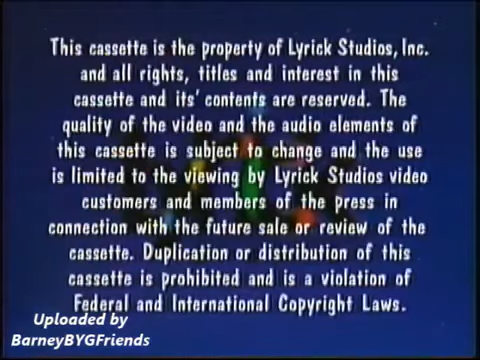 This cassette is the property of Lyrick Studios, Inc.
and all rights, titles and interest in this
cassette and its' contents are reserved. The
quality of the video and the audio elements of
this cassette is subject to change and the use
is limited to the viewing by Lyrick Studios video
customers and members of the press in
connection with the future sale or review of the
cassette. Duplication or distribution of this
cassette is prohibited and is a violation of
Federal and International Copyright Laws.
Uploaded by
BarneyBYGFriends